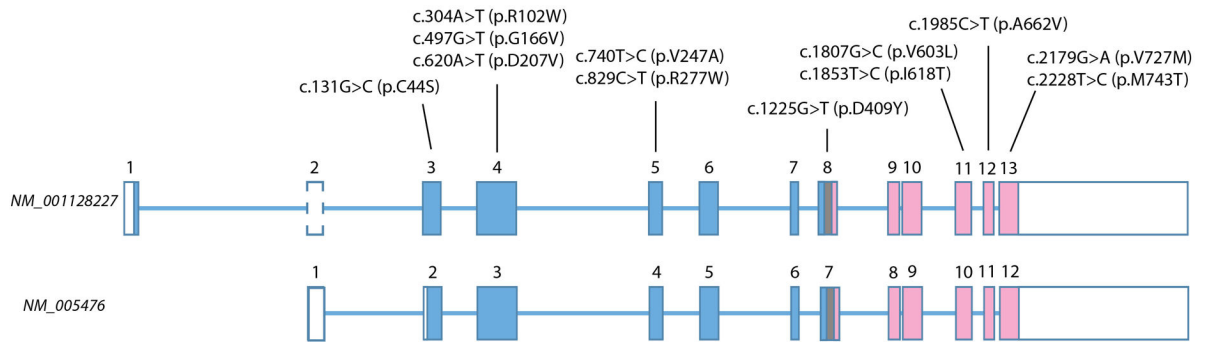 c.304A>T (p.R102W)
c.497G>T (p.G166V)
c.620A>T (p.D207V)
c.131G>C (p.C44S)
c.740T>C (p.V247A)
c.829C>T (p.R277W)
c.1225G>T (p.D409Y)
c.1807G>C (p.V603L)
c.1853T>C (p.I618T)
c.1985C>T (p.A662V)
c.2179G>A (p.V727M)
c.2228T>C (p.M743T)
1 2 3 4 5 6 7 8 9 10 11 12 13
NM_001128227
1 2 3 4 5 6 7 8 9 10 11 12
NM_005476